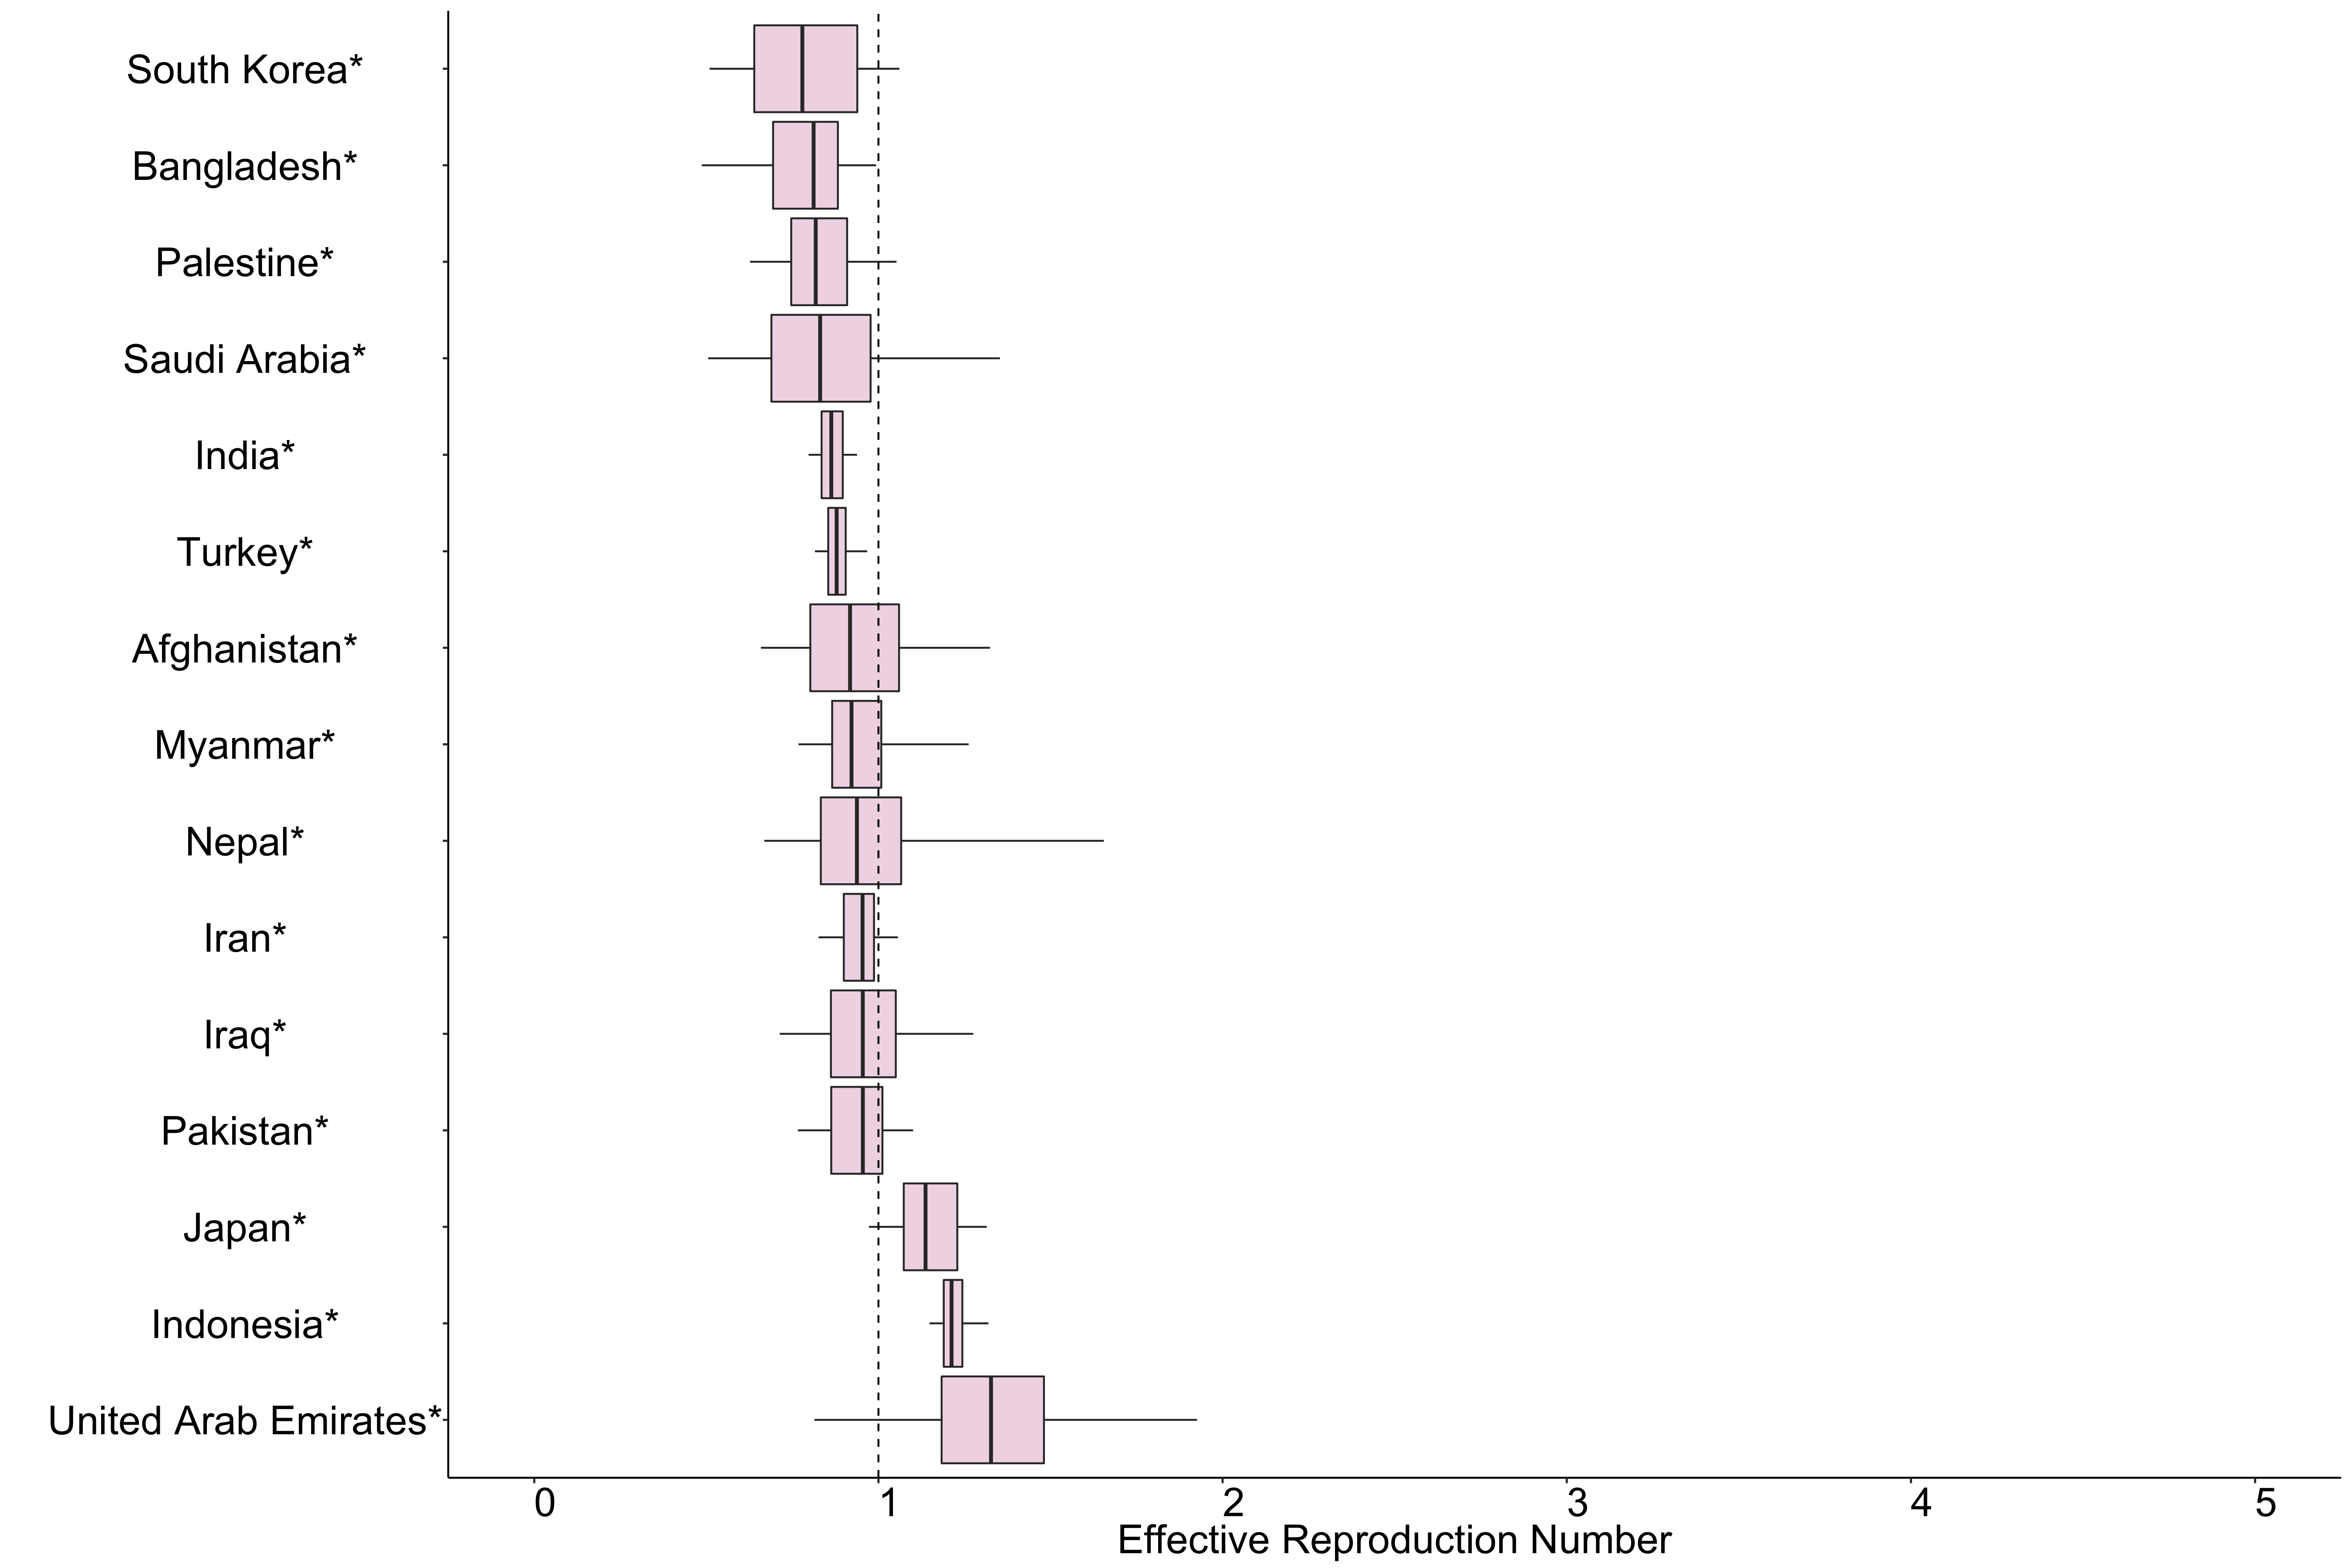 South Korea*
Bangladesh*
Palestine*
Saudi Arabia*
India*
Turkey*
Afghanistan*
Myanmar*
Nepal*
Iran*
Iraq*
Pakistan*
Japan*
Indonesia*
United Arab Emirates*
0 1 2 3 4 5
Effective Reproduction Number